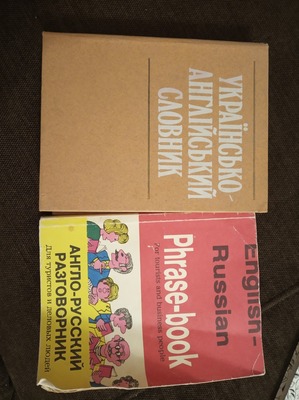 УКРАЇНСЬКО-
АНГЛІЙСЬКИЙ
СЛОВНИК
English-
Russian
Phrase-book
For tourists and business people
АНГЛО-РУССКИЙ
РАЗГОВОРНИК
Для туристов и деловых людей